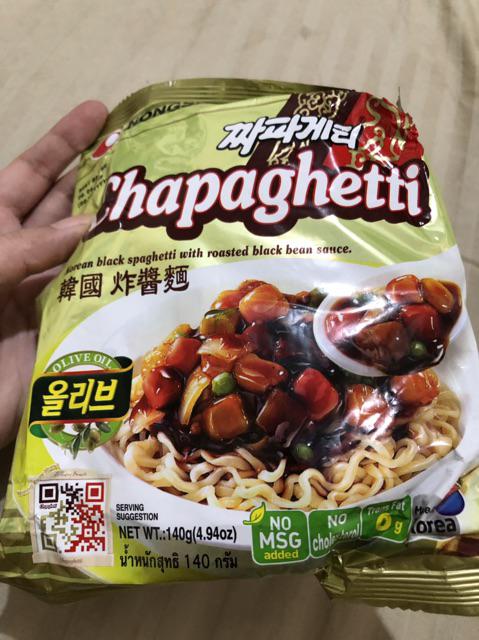 NONGS
짜파게티
Chapaghetti
Korean black spaghetti with roasted black bean sauce.
韓國 炸醬麵
OLIVE OIL
올리브
SERVING
SUGGESTION
NET WT.:140g(4.94oz)
น้ำหนักสุทธิ 140 กรัม
NO
MSG
added
NO
cholesterol
Trans Fat
0g
Korea